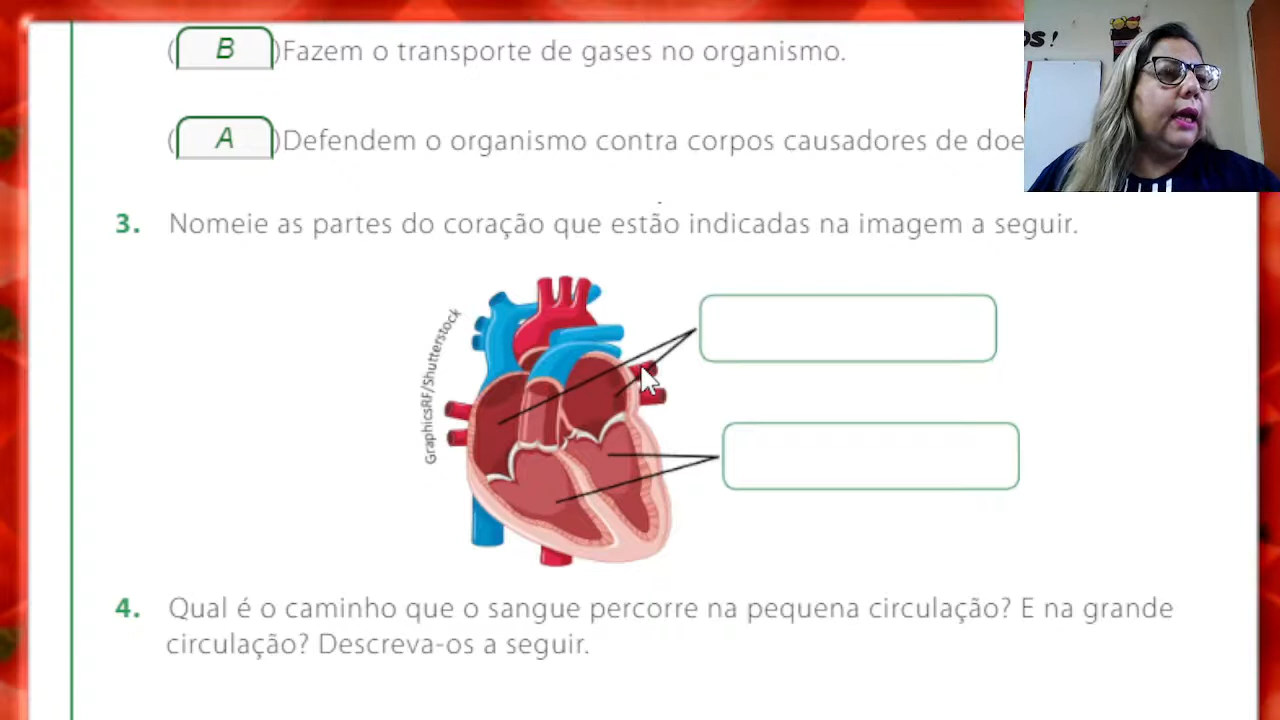 OS!
(B)Fazem o transporte de gases no organismo.
(A)Defendem o organismo contra corpos causadores de doe
3. Nomeie as partes do coração que estão indicadas na imagem a seguir.
GraphicsRF/Shutterstock
4. Qual é o caminho que o sangue percorre na pequena circulação? E na grande
circulação? Descreva-os a seguir.